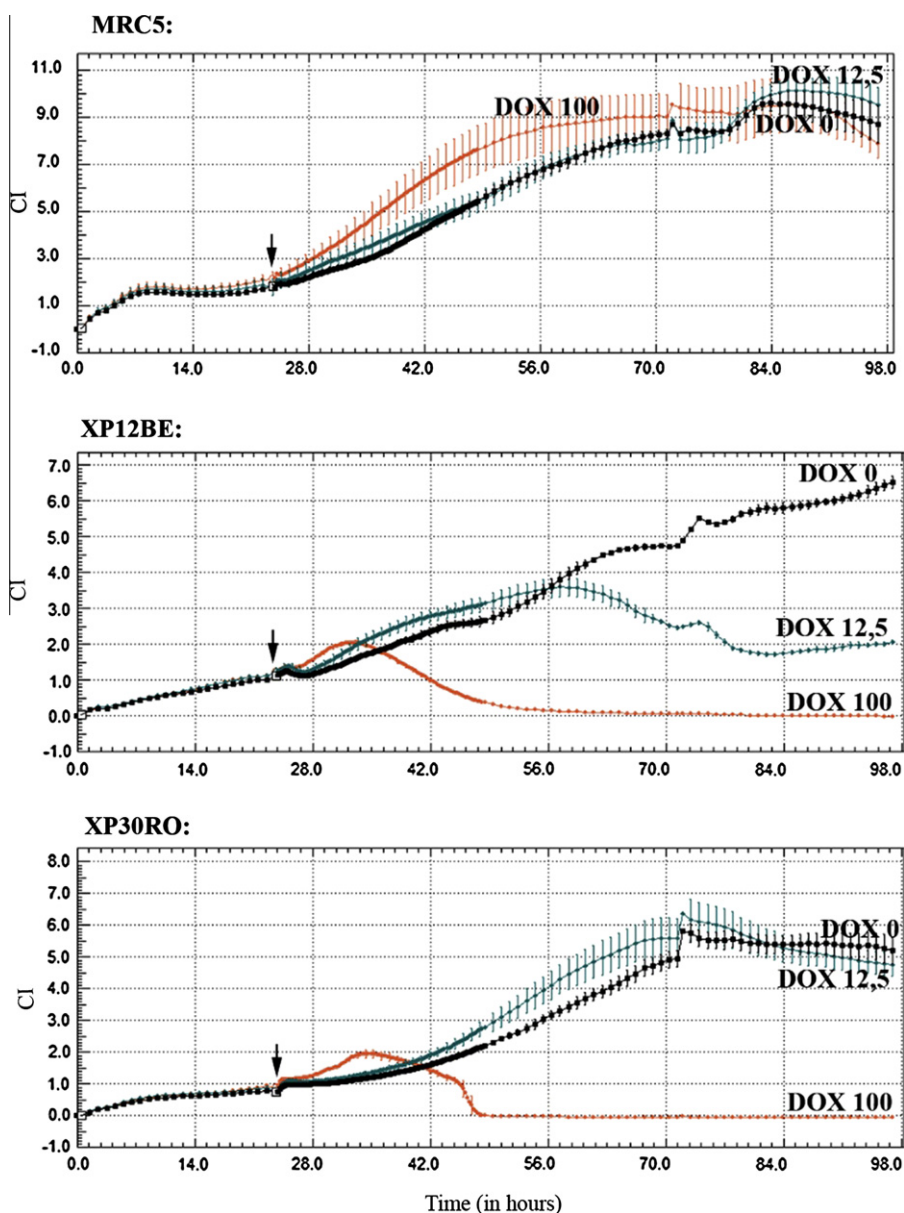 MRC5:
11.0
9.0
7.0
5.0
3.0
1.0
-1.0
CI
DOX 100
DOX 12,5
DOX 0
0.0 14.0 28.0 42.0 56.0 70.0 84.0 98.0
XP12BE:
7.0
6.0
5.0
4.0
3.0
2.0
1.0
0.0
-1.0
CI
DOX 0
DOX 12,5
DOX 100
0.0 14.0 28.0 42.0 56.0 70.0 84.0 98.0
XP30RO:
8.0
7.0
6.0
5.0
4.0
3.0
2.0
1.0
0.0
-1.0
CI
DOX 0
DOX 12,5
DOX 100
0.0 14.0 28.0 42.0 56.0 70.0 84.0 98.0
Time (in hours)